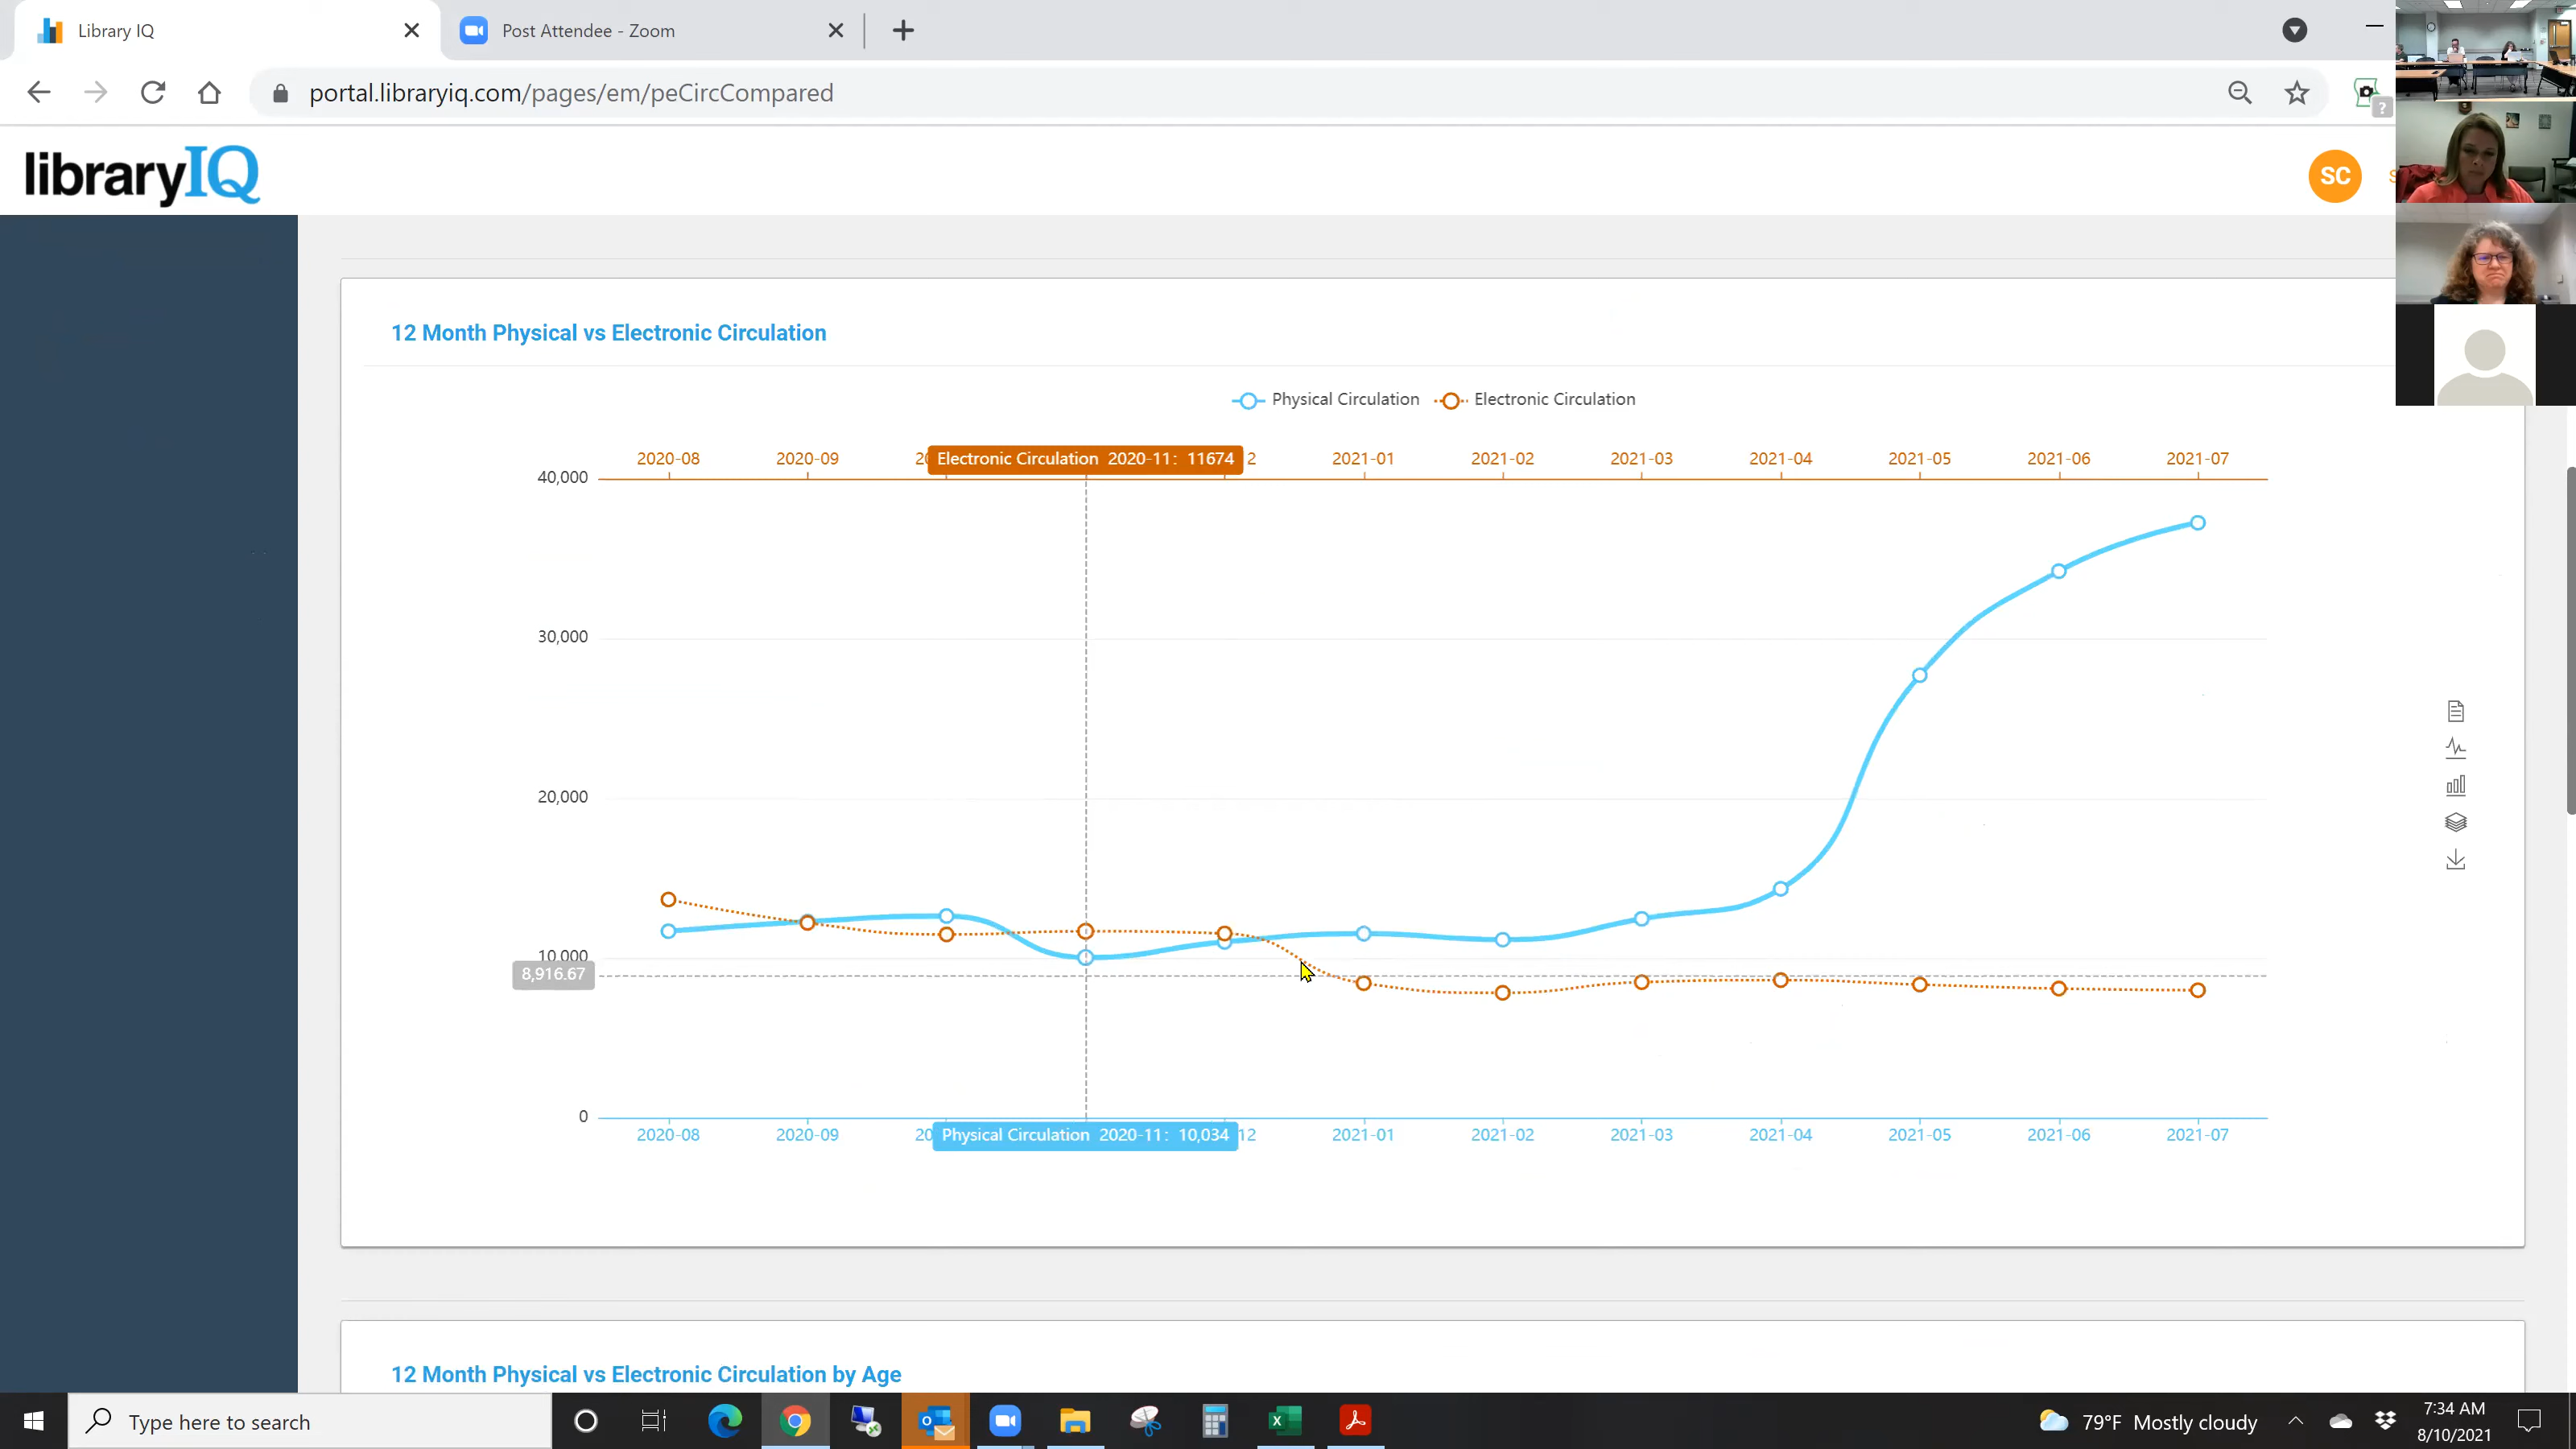 Library IQ
Post Attendee - Zoom
portal.libraryiq.com/pages/em/peCircCompared
?
libraryIQ
SC
12 Month Physical vs Electronic Circulation
Physical Circulation Electronic Circulation
2020-08 2020-09 20 Electronic Circulation 2020-11: 11674 2 2021-01 2021-02 2021-03 2021-04 2021-05 2021-06 2021-07
40,000
30,000
20,000
10,000
8,916.67
0
2020-08 2020-09 20 Physical Circulation 2020-11: 10,034 12 2021-01 2021-02 2021-03 2021-04 2021-05 2021-06 2021-07
12 Month Physical vs Electronic Circulation by Age
Type here to search
79°F Mostly cloudy
7:34 AM
8/10/2021